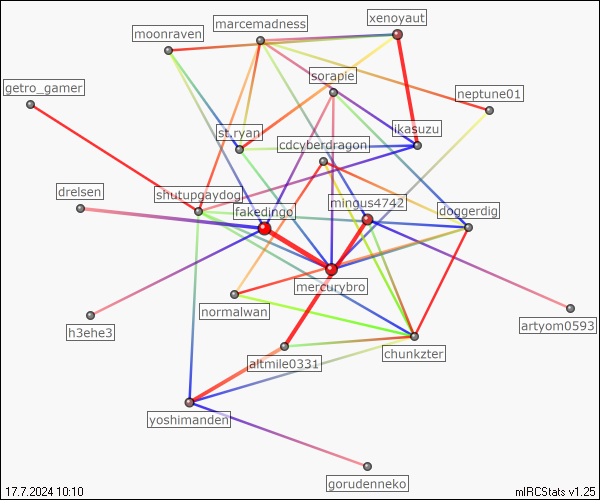 xenoyaut
marcemadness
moonraven
sorapie
getro_gamer
neptune01
st.ryan
ikasuzu
cdcyberdragon
drelsen
shutupgaydog
mingus4742
fakedingo
doggerdig
mercurybro
normalwan
h3ehe3
artyom0593
chunkzter
altmile0331
yoshimanden
gorudenneko
17.7.2024 10:10
mIRCStats v1.25